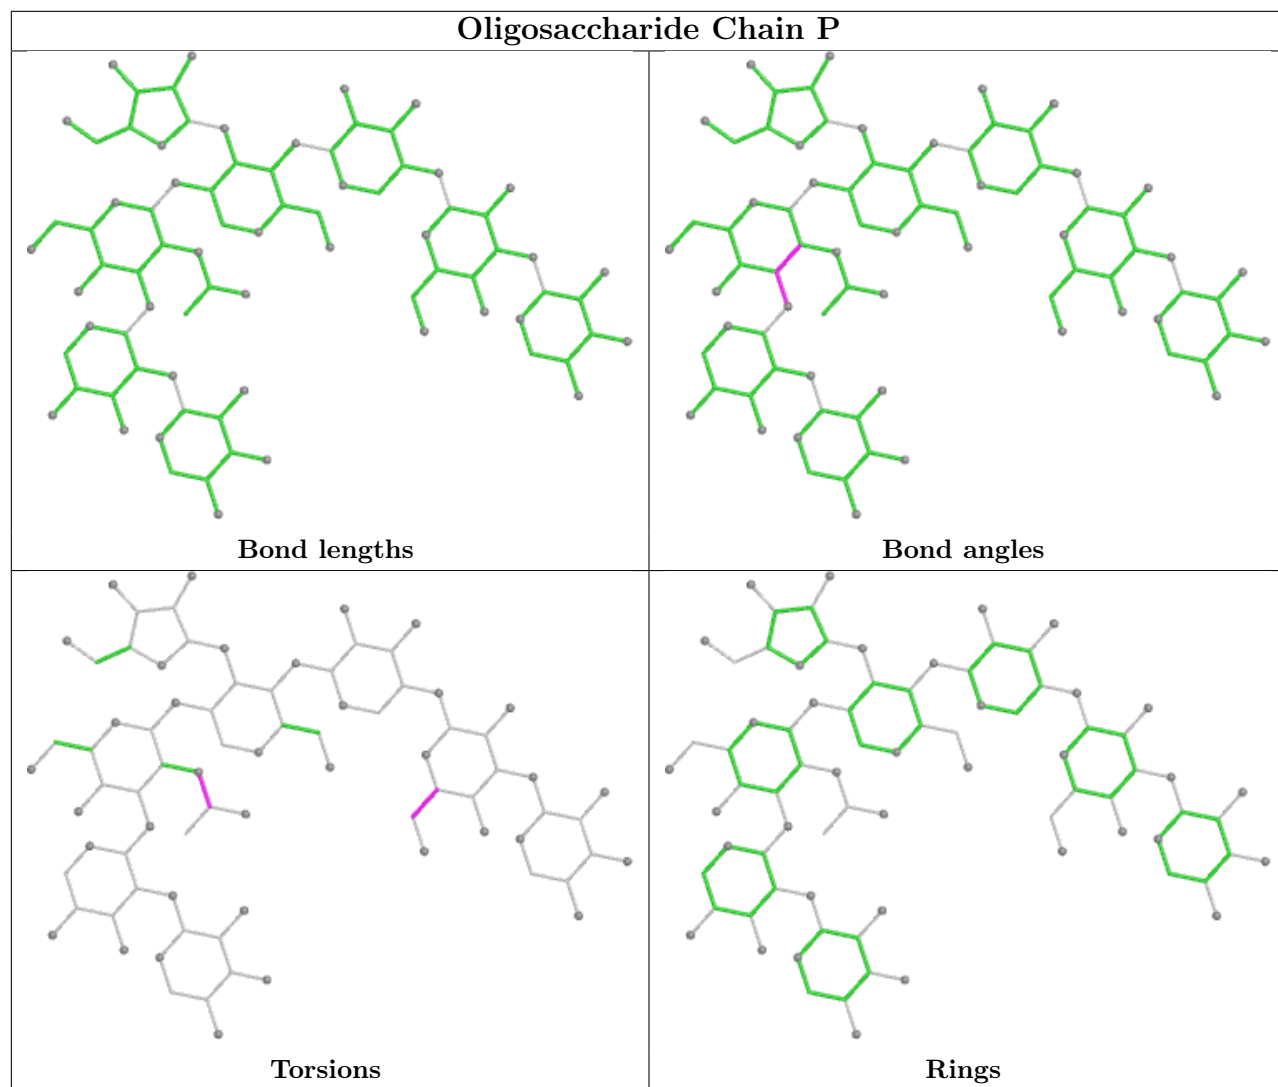 Oligosaccharide Chain P
Bond lengths
Bond angles
Torsions
Rings